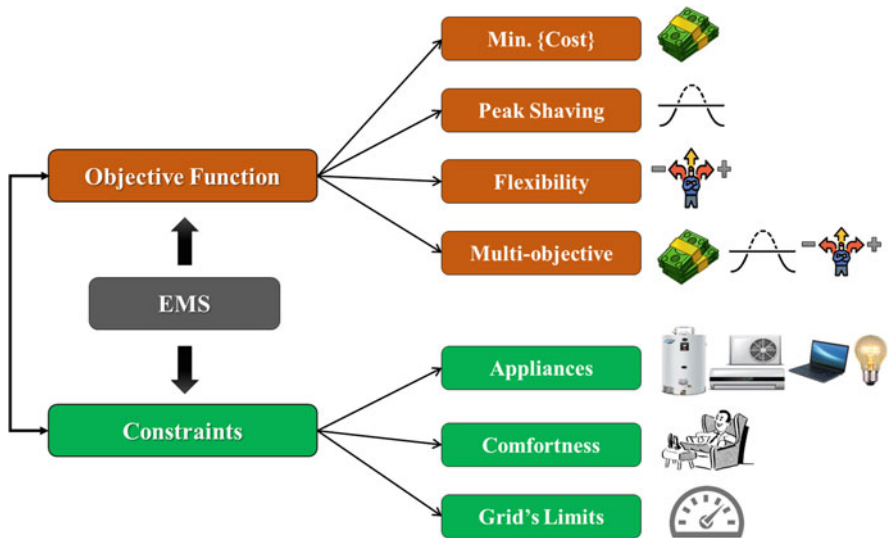 Min. {Cost}
Peak Shaving
Objective Function
Flexibility
Multi-objective
EMS
Appliances
Constraints
Comfortness
Grid's Limits